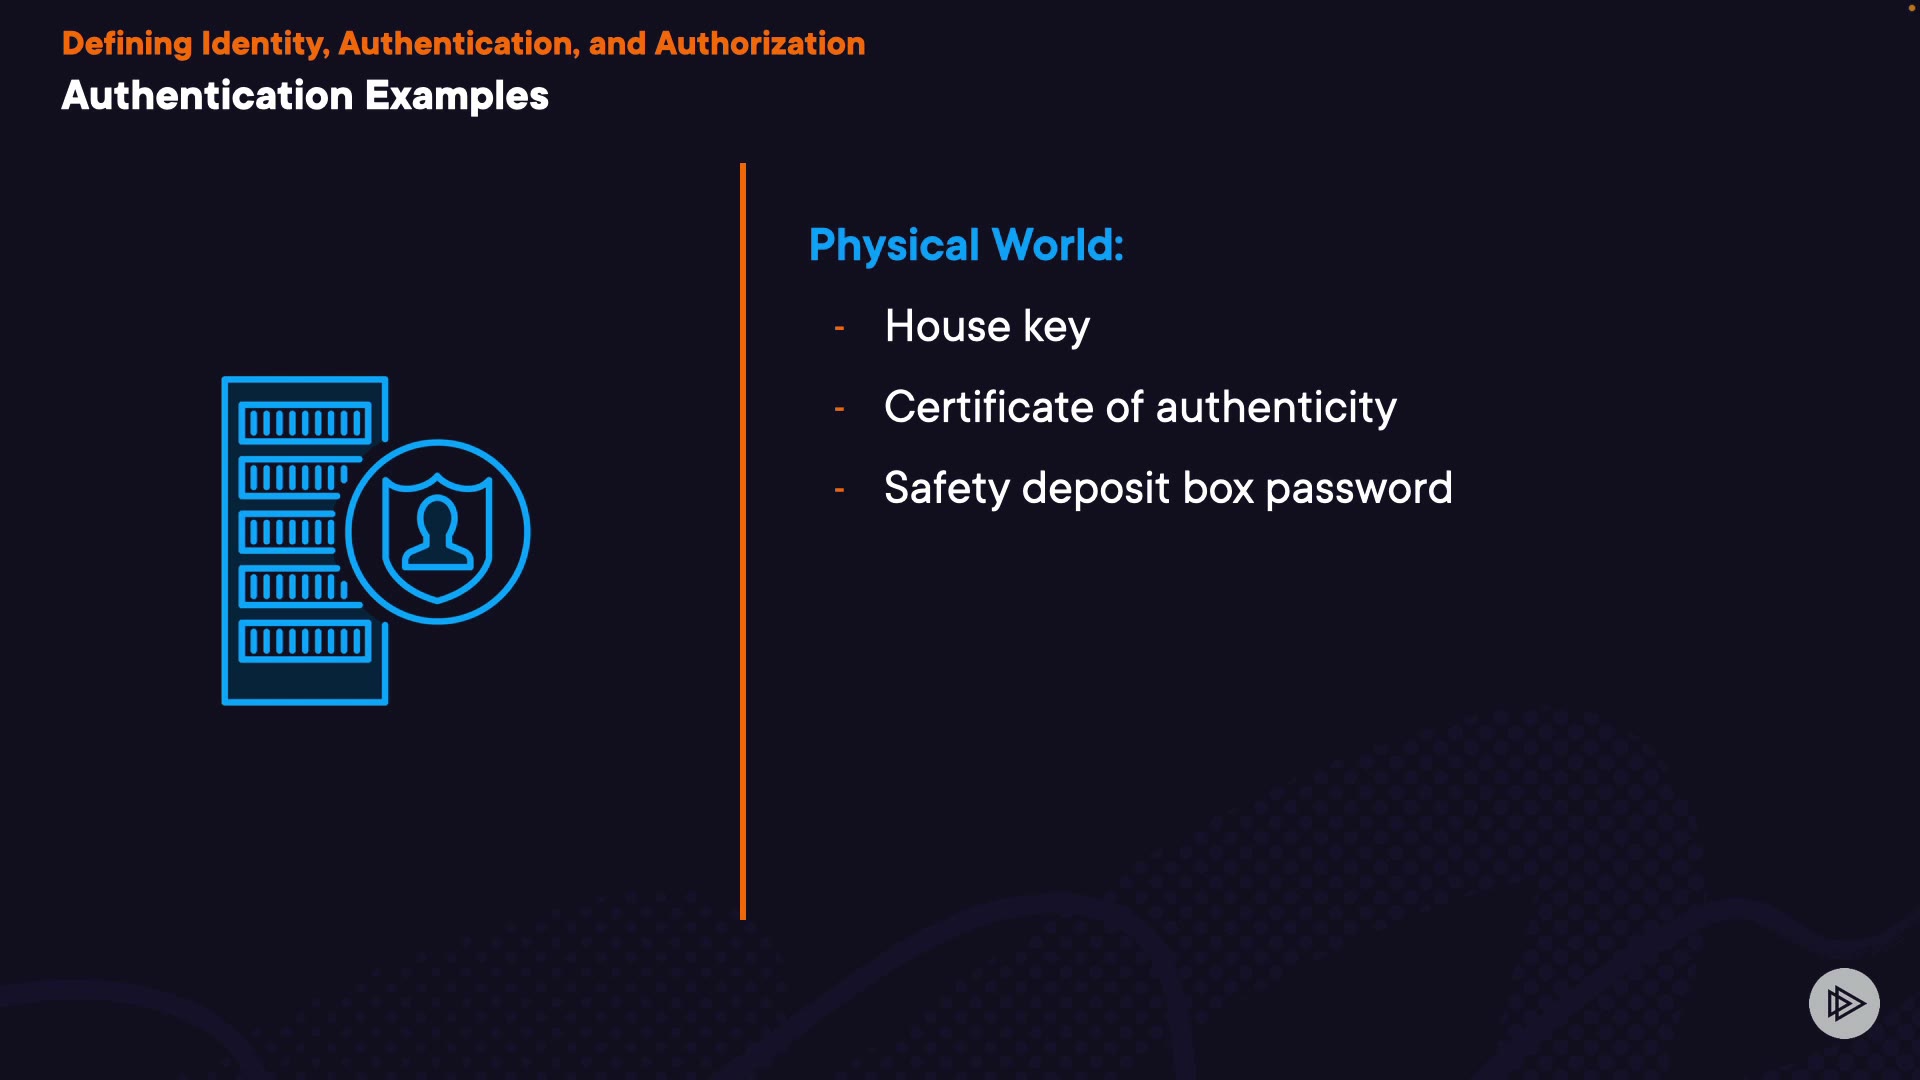 Defining Identity, Authentication, and Authorization
Authentication Examples
Physical World:
- House key
- Certificate of authenticity
- Safety deposit box password